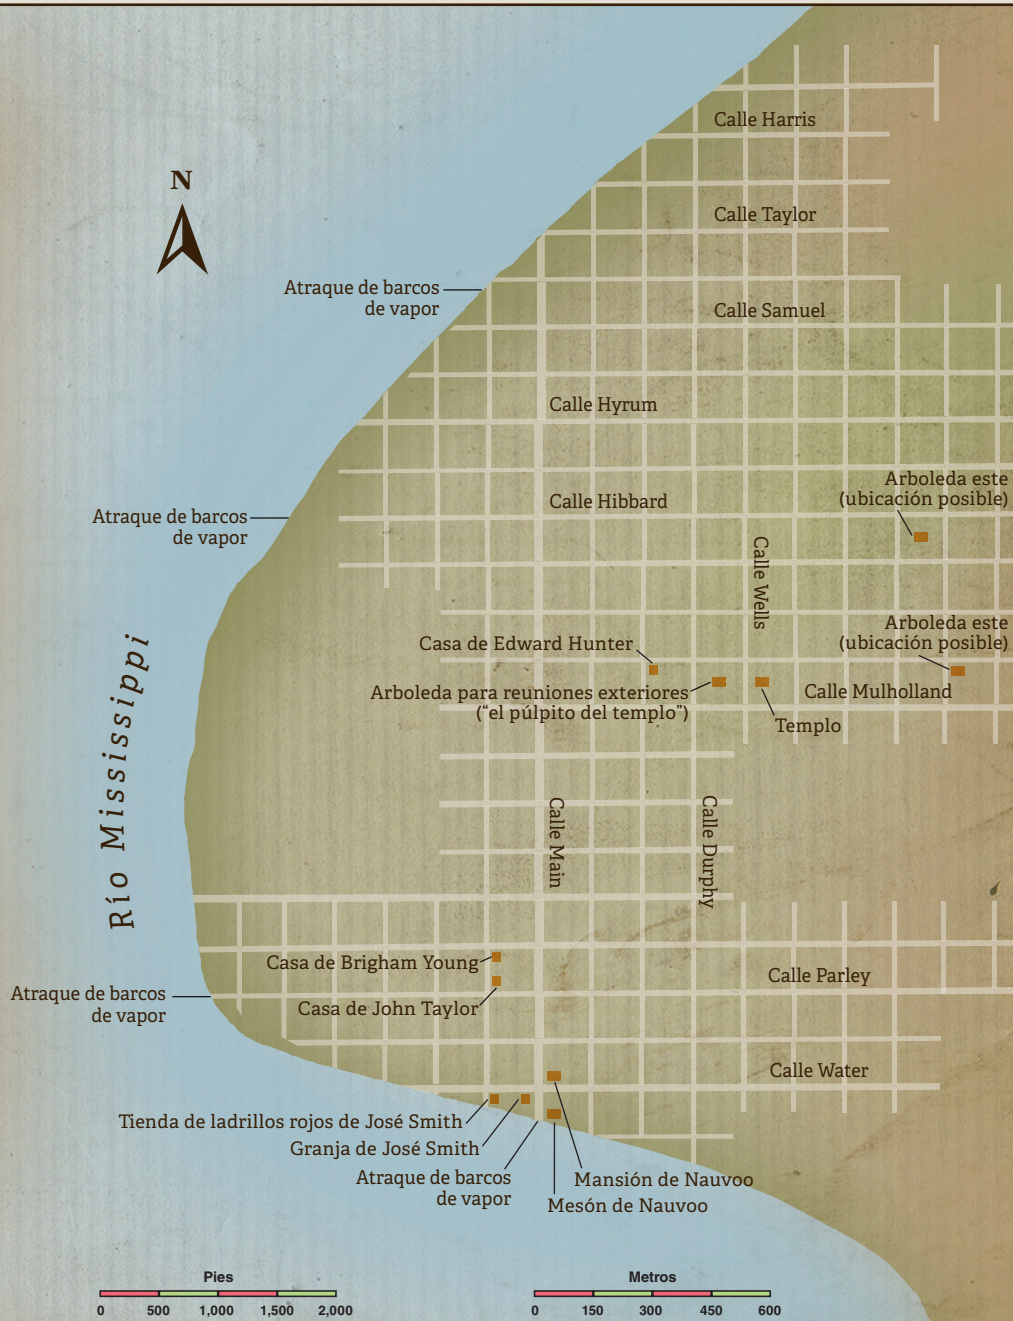 Calle Harris
N
Calle Taylor
Atraque de barcos
de vapor
Calle Samuel
Calle Hyrum
Arboleda este
(ubicación posible)
Calle Hibbard
Atraque de barcos
de vapor
Calle Wells
Río Mississippi
Arboleda este
(ubicación posible)
Casa de Edward Hunter
Arboleda para reuniones exteriores
(“el púlpito del templo”)
Calle Mulholland
Templo
Calle Main
Calle Durphy
Casa de Brigham Young
Calle Parley
Atraque de barcos
de vapor
Casa de John Taylor
Calle Water
Tienda de ladrillos rojos de José Smith
Granja de José Smith
Atraque de barcos
de vapor
Mansión de Nauvoo
Mesón de Nauvoo
Pies
0 500 1,000 1,500 2,000
Metros
0 150 300 450 600